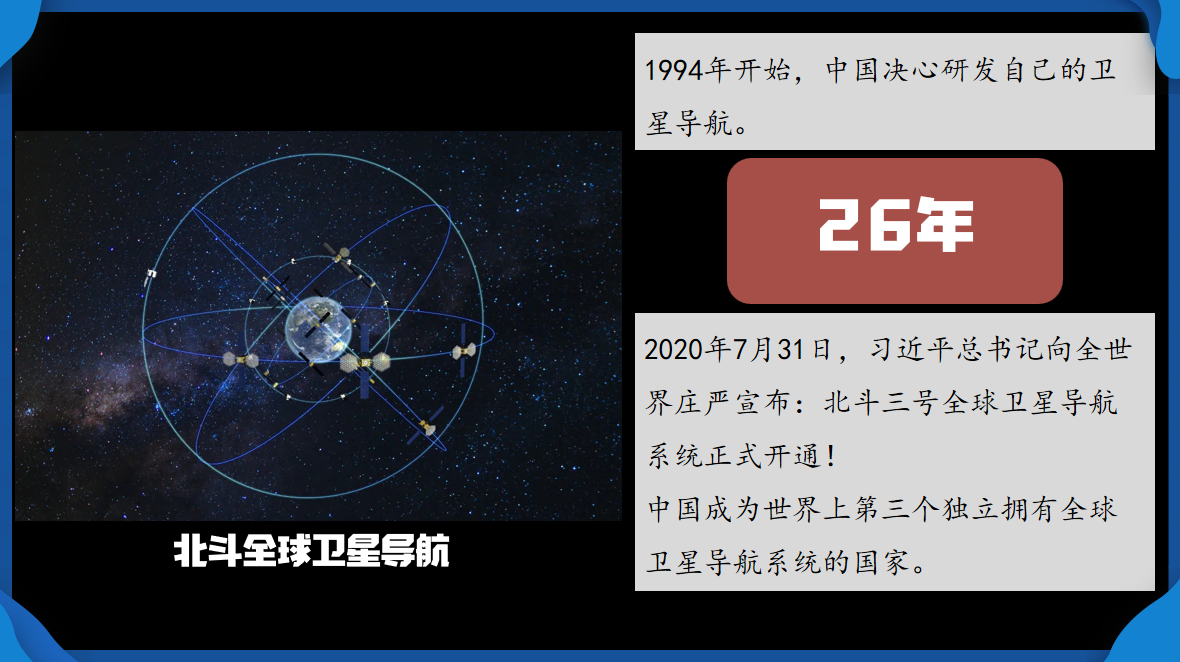 1994年开始，中国决心研发自己的卫
星导航。
26年
2020年7月31日，习近平总书记向全世
界庄严宣布：北斗三号全球卫星导航
系统正式开通！
中国成为世界上第三个独立拥有全球
卫星导航系统的国家。
北斗全球卫星导航